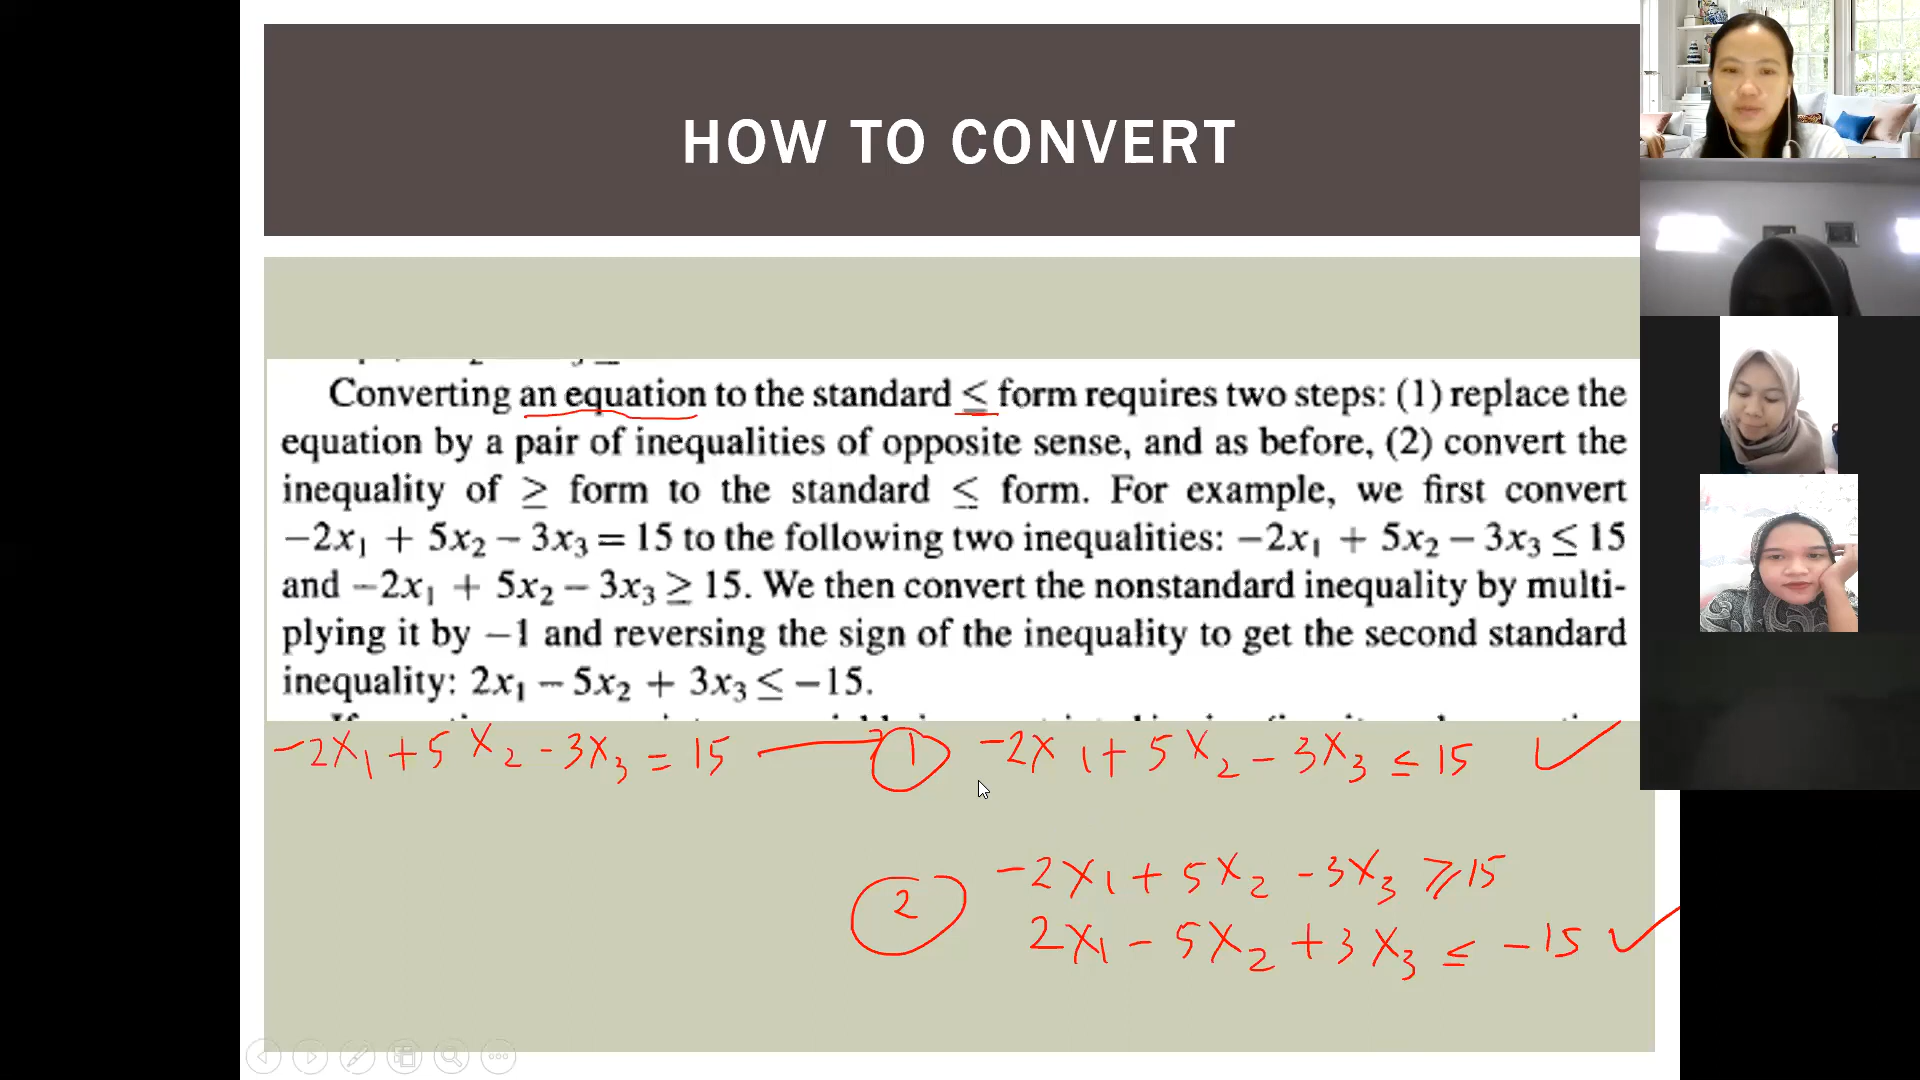 HOW TO CONVERT
Converting an equation to the standard ≤ form requires two steps: (1) replace the
equation by a pair of inequalities of opposite sense, and as before, (2) convert the
inequality of ≥ form to the standard ≤ form. For example, we first convert
−2x₁ + 5x₂ − 3x₃ = 15 to the following two inequalities: −2x₁ + 5x₂ − 3x₃ ≤ 15
and −2x₁ + 5x₂ − 3x₃ ≥ 15. We then convert the nonstandard inequality by multi-
plying it by −1 and reversing the sign of the inequality to get the second standard
inequality: 2x₁ − 5x₂ + 3x₃ ≤ −15.
−2x₁ + 5x₂ − 3x₃ = 15 → 1 −2x₁ + 5x₂ − 3x₃ ≤ 15 ✓
2 −2x₁ + 5x₂ − 3x₃ ≥ 15
2x₁ − 5x₂ + 3x₃ ≤ −15 ✓